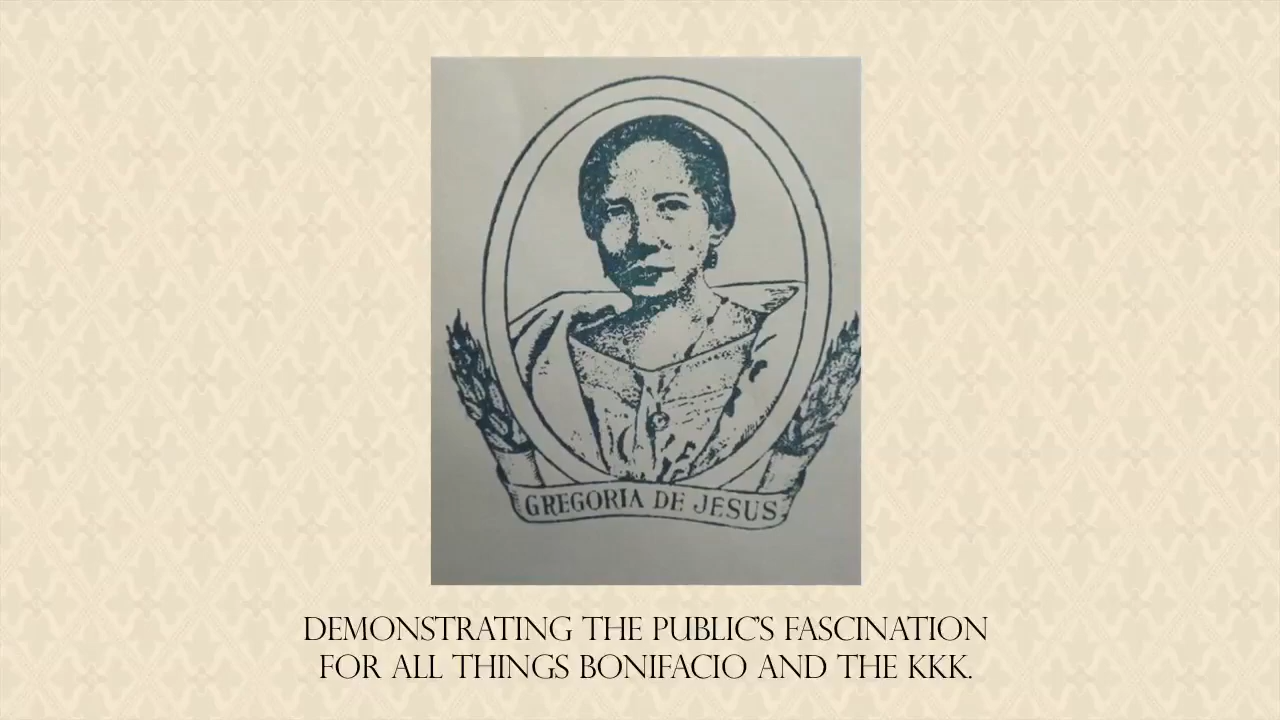 GREGORIA DE JESUS
DEMONSTRATING THE PUBLIC'S FASCINATION
FOR ALL THINGS BONIFACIO AND THE KKK.